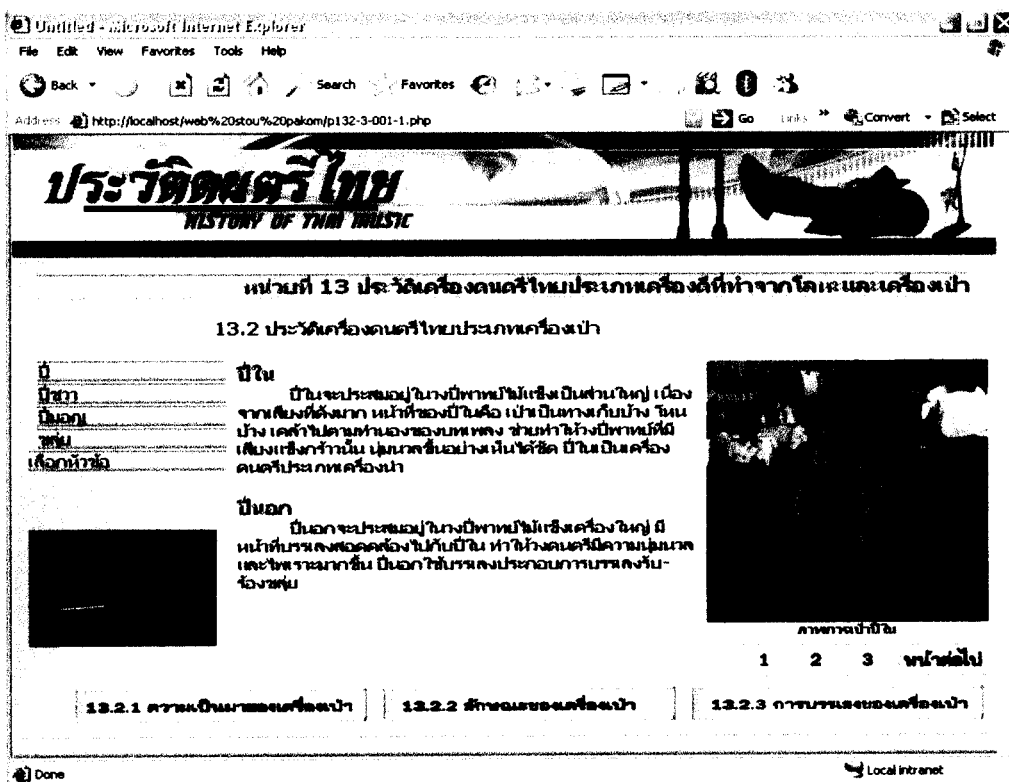 Untitled - Microsoft Internet Explorer
File Edit View Favorites Tools Help
Back Search Favorites
Address http://localhost/web%20stou%20pakom/p132-3-001-1.php Go Links » Convert Select
ประวัติดนตรีไทย
HISTORY OF THAI MUSIC
หน่วยที่ 13 ประวัติเครื่องดนตรีไทยประเภทเครื่องตีที่ทำจากโลหะและเครื่องเป่า
13.2 ประวัติเครื่องดนตรีไทยประเภทเครื่องเป่า
ปี่
ปี่ชวา
ปี่มอญ
ขลุ่ย
เลือกหัวข้อ
ปี่ใน
ปี่ในจะประสมอยู่ในวงปี่พาทย์ไม้แข็งเป็นส่วนใหญ่ เนื่อง
จากเสียงที่ดังมาก หน้าที่ของปี่ในคือ เป่าเป็นทางเก็บบ้าง โหน
บ้าง เคล้าไปตามทำนองของบทเพลง ช่วยทำให้วงปี่พาทย์ที่มี
เสียงแข็งกร้าวนั้น นุ่มนวลขึ้นอย่างเห็นได้ชัด ปี่ในเป็นเครื่อง
ดนตรีประเภทเครื่องนำ
ปี่นอก
ปี่นอกจะประสมอยู่ในวงปี่พาทย์ไม้แข็งเครื่องใหญ่ มี
หน้าที่บรรเลงสอดคล้องไปกับปี่ใน ทำให้วงดนตรีมีความนุ่มนวล
และไพเราะมากขึ้น ปี่นอกใช้บรรเลงประกอบการบรรเลงรับ-
ร้องขลุ่ย
ภาพการเป่าปี่ใน
1 2 3 หน้าต่อไป
13.2.1 ความเป็นมาของเครื่องเป่า 13.2.2 ลักษณะของเครื่องเป่า 13.2.3 การบรรเลงของเครื่องเป่า
Done Local intranet